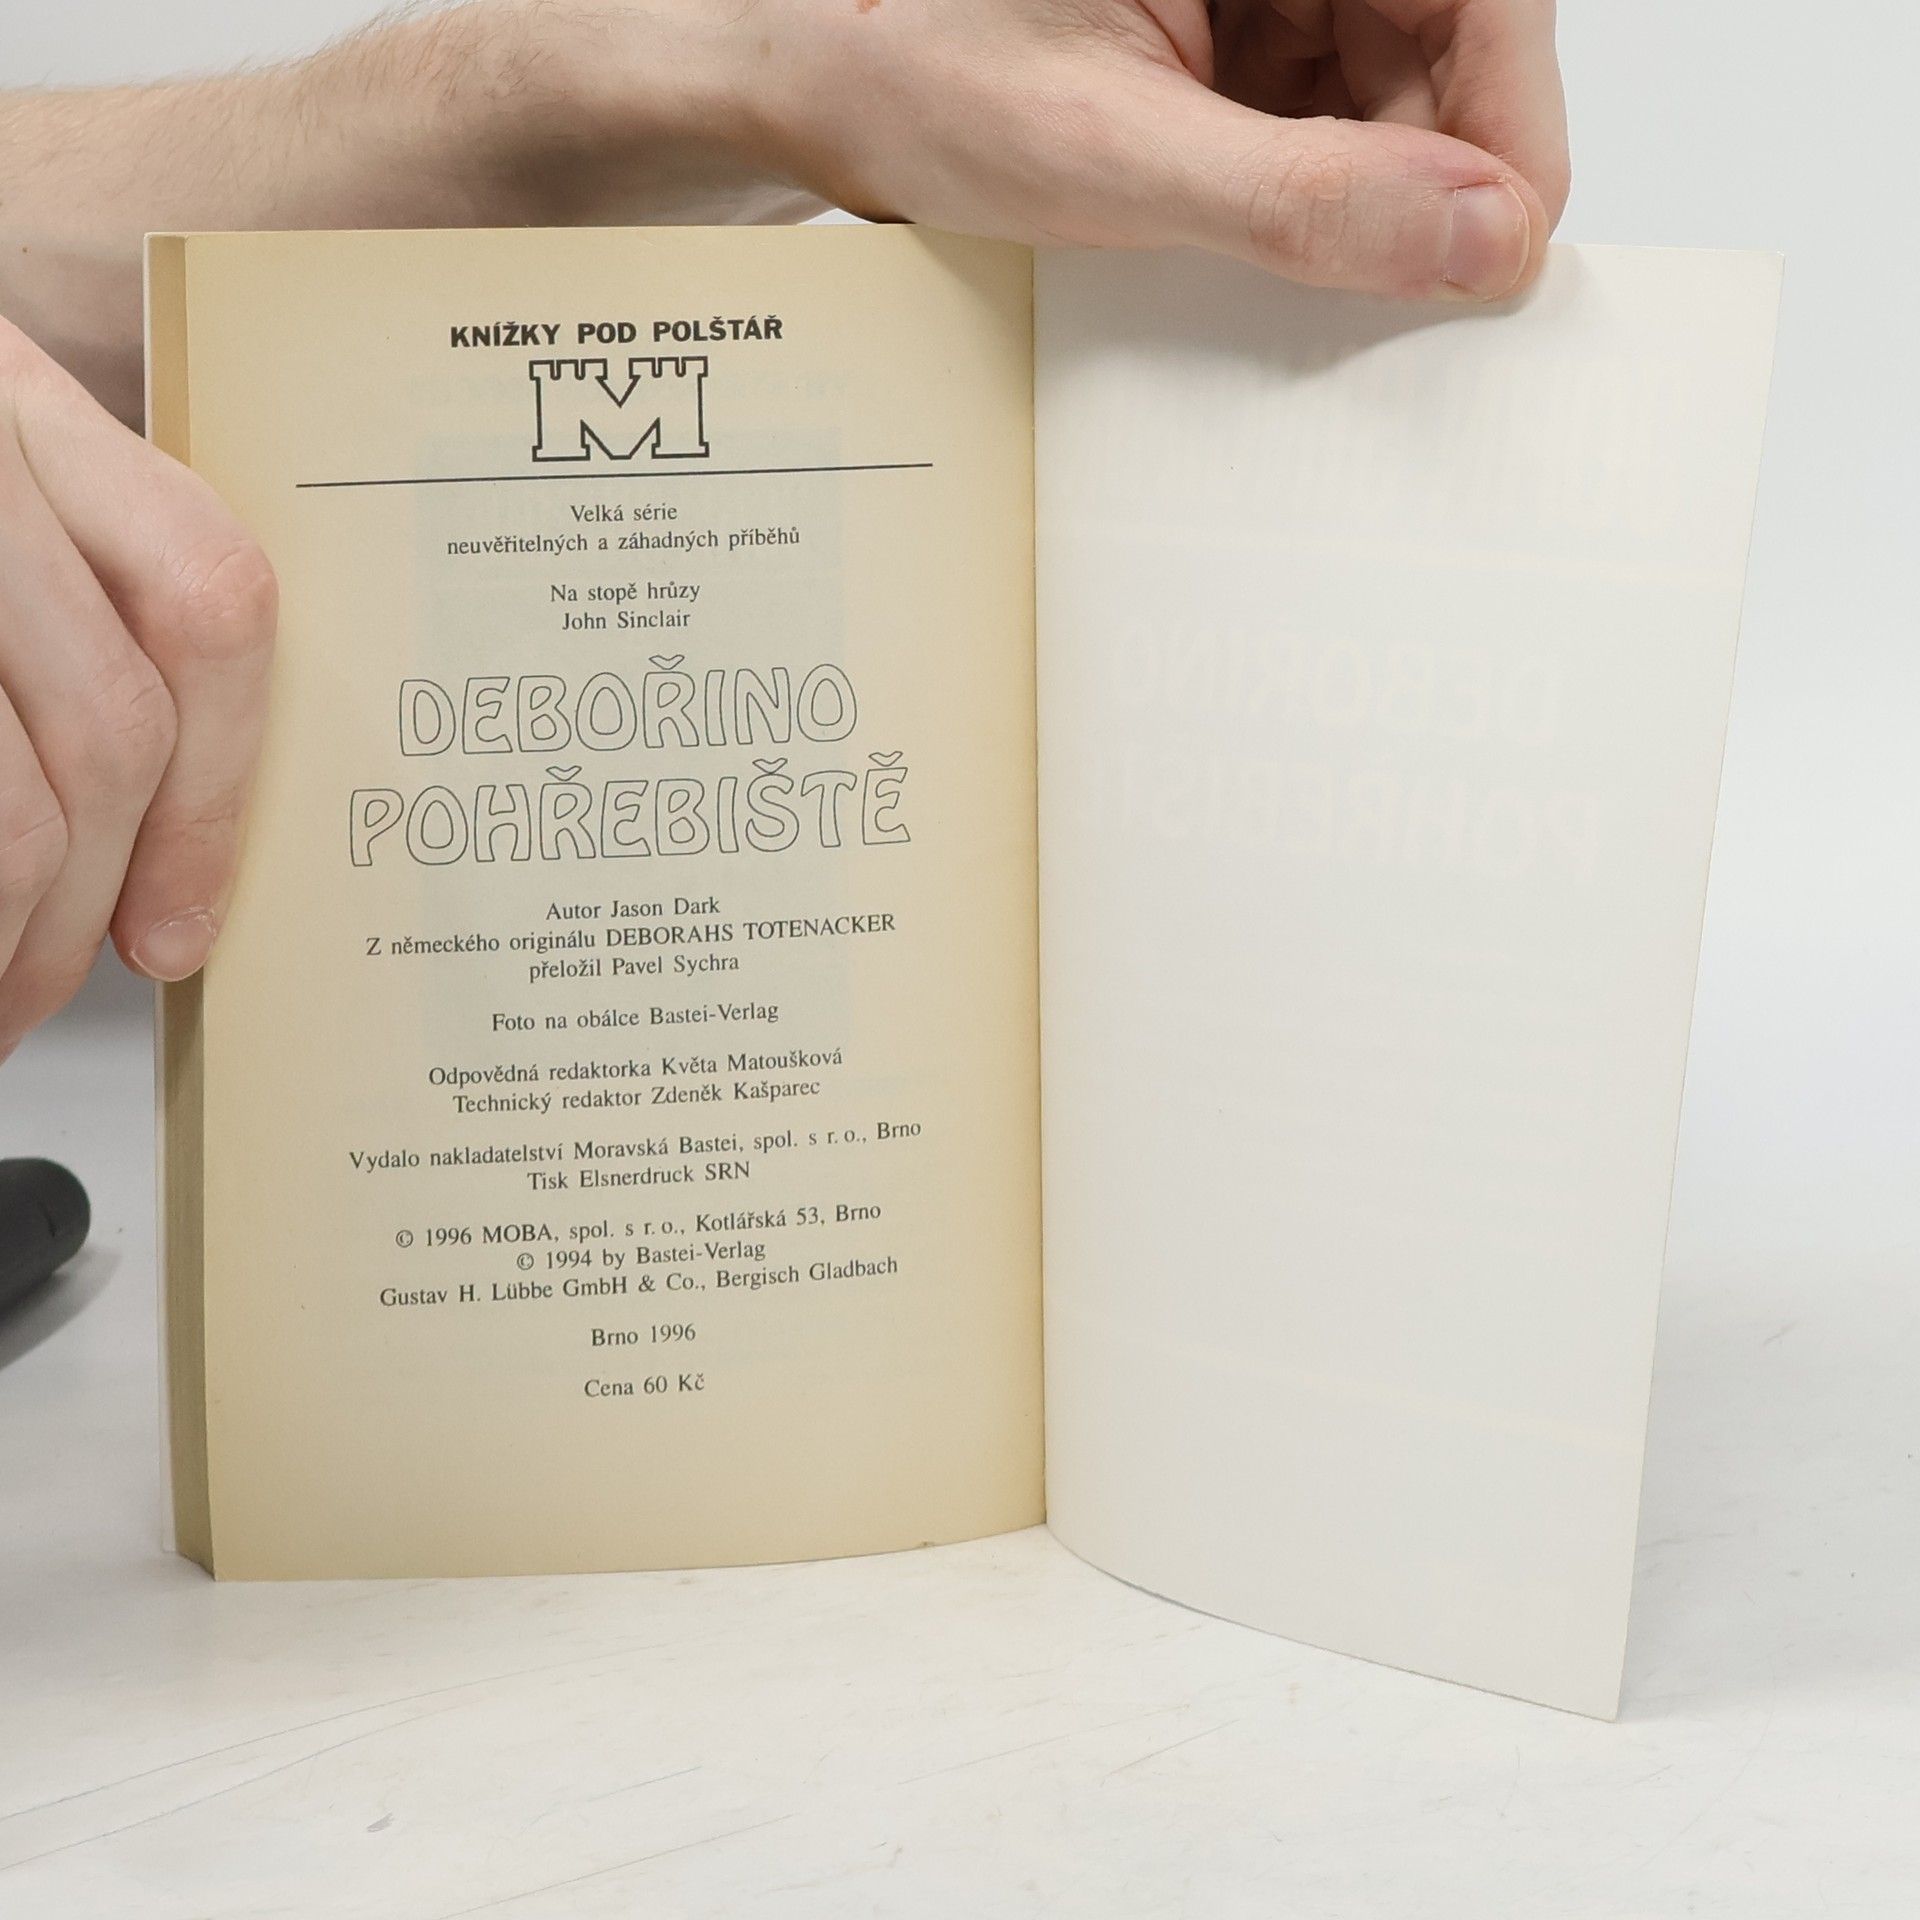 KNÍŽKY POD POLŠTÁŘ
M
Velká série
neuvěřitelných a záhadných příběhů
Na stopě hrůzy
John Sinclair
DEBOŘINO
POHŘEBIŠTĚ
Autor Jason Dark
Z německého originálu DEBORAHS TOTENACKER
přeložil Pavel Sychra
Foto na obálce Bastei-Verlag
Odpovědná redaktorka Květa Matoušková
Technický redaktor Zdeněk Kašparec
Vydalo nakladatelství Moravská Bastei, spol. s r. o., Brno
Tisk Elsnerdruck SRN
© 1996 MOBA, spol. s r. o., Kotlářská 53, Brno
© 1994 by Bastei-Verlag
Gustav H. Lübbe GmbH & Co., Bergisch Gladbach
Brno 1996
Cena 60 Kč